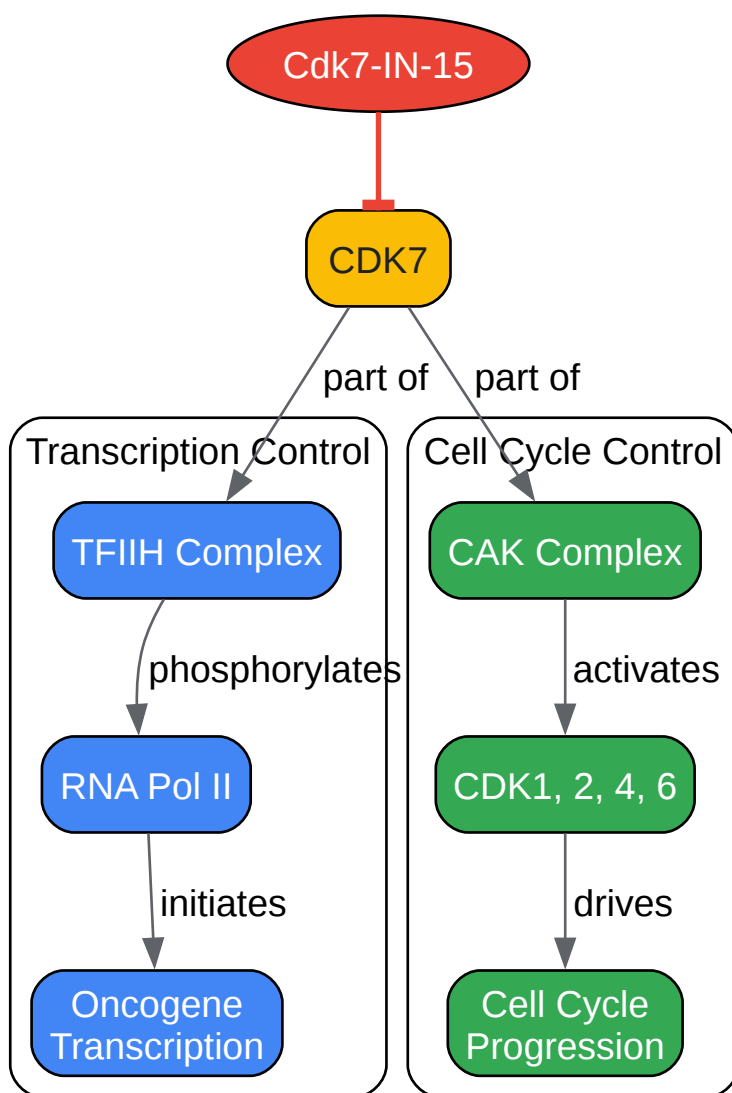 Cdk7-IN-15
CDK7
part of
part of
Transcription Control
Cell Cycle Control
TFIIH Complex
CAK Complex
phosphorylates
activates
RNA Pol II
CDK1, 2, 4, 6
initiates
drives
Oncogene
Transcription
Cell Cycle
Progression